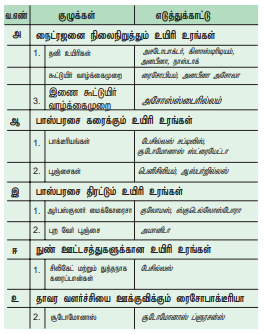 வ.எண் குழுக்கள் எடுத்துக்காட்டு
அ நைட்ரஜனை நிலைநிறுத்தும் உயிரி உரங்கள்
1. தனி உயிரிகள் அசடோபாக்டர், கிளாஸ்டிரிடியம், அனபீனா, நாஸ்டாக்
கூட்டுயிர் வாழ்க்கைமுறை ரைசோபியம், அனபீனா அசோலா
3. இணை கூட்டுயிர் வாழ்க்கைமுறை அசோஸ்பைரில்லம்
ஆ பாஸ்பரசை கரைக்கும் உயிரி உரங்கள்
1. பாக்டீரியங்கள் பேசில்லஸ் சப்டிலிஸ், சூடோமோனாஸ் ஸ்ட்ரைமேட்டா
2. பூஞ்சைகள் பெனிசிலியம், ஆஸ்பர்ஜில்லஸ்
இ பாஸ்பரசை திரட்டும் உயிரி உரங்கள்
1. ஆர்பஸ்குலார் மைக்கோரைசா குளோமஸ், ஸ்குடெல்லோஸ்போரா
2. புற வேர் பூஞ்சை அமானிடா
ஈ நுண் ஊட்டசத்துகளுக்கான உயிரி உரங்கள்
1. சிலிகேட் மற்றும் துத்தநாக கரைப்பான்கள் பேசில்லஸ்
உ தாவர வளர்ச்சியை ஊக்குவிக்கும் ரைசோபாக்டீரியா
2. சூடோமோனாஸ் சூடோமோனாஸ் ப்ளுரசன்ஸ்